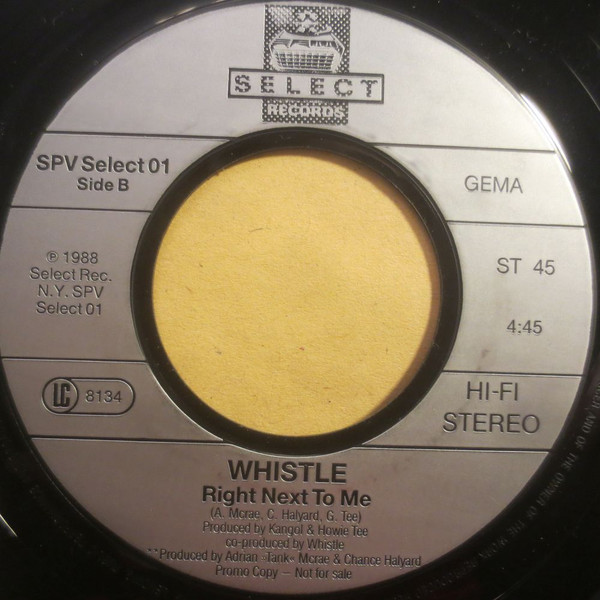 SELECT
RECORDS
SPV Select 01
Side B
GEMA
℗ 1988
Select Rec.
N.Y. SPV
Select 01
ST 45
4:45
LC 8134
HI-FI
STEREO
WHISTLE
Right Next To Me
(A. Mcrae, C. Halyard, G. Tee)
Produced by Kangol & Howie Tee
co-produced by Whistle
**Produced by Adrian »Tank« Mcrae & Chance Halyard
Promo Copy – Not for sale